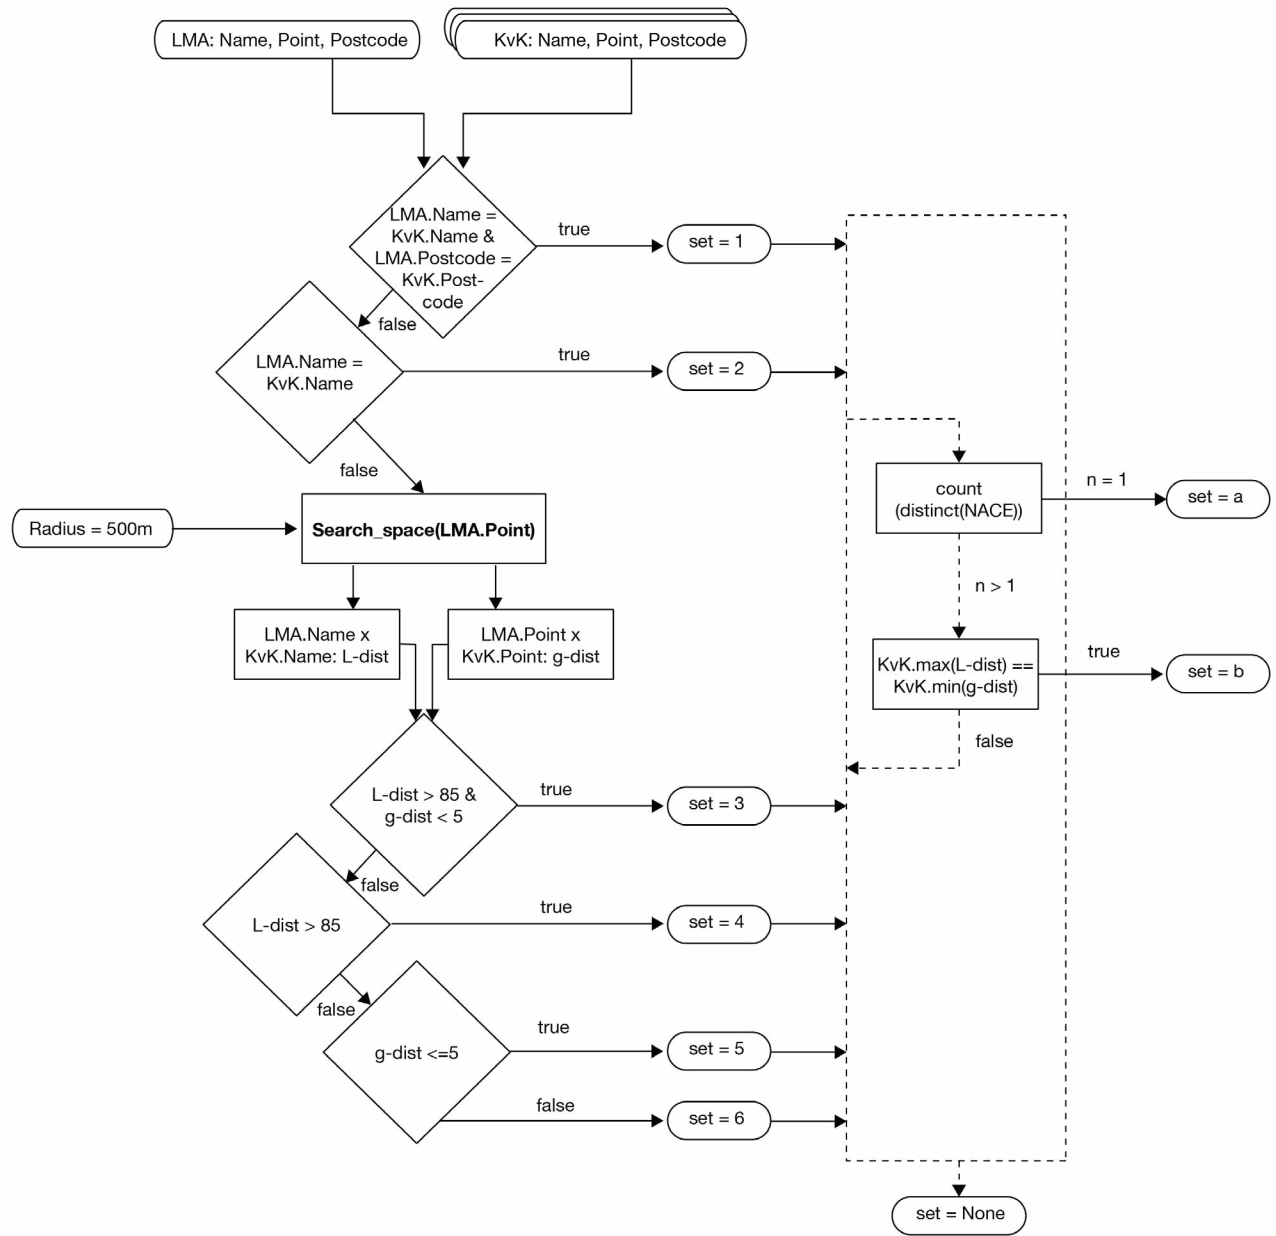 LMA: Name, Point, Postcode
KvK: Name, Point, Postcode
LMA.Name =
KvK.Name &
LMA.Postcode =
KvK.Post-
code
true
set = 1
false
LMA.Name =
KvK.Name
true
set = 2
false
Radius = 500m
Search_space(LMA.Point)
LMA.Name x
KvK.Name: L-dist
LMA.Point x
KvK.Point: g-dist
count
(distinct(NACE))
n = 1
set = a
n > 1
KvK.max(L-dist) ==
KvK.min(g-dist)
true
set = b
false
L-dist > 85 &
g-dist < 5
true
set = 3
false
L-dist > 85
true
set = 4
false
g-dist <=5
true
set = 5
false
set = 6
set = None